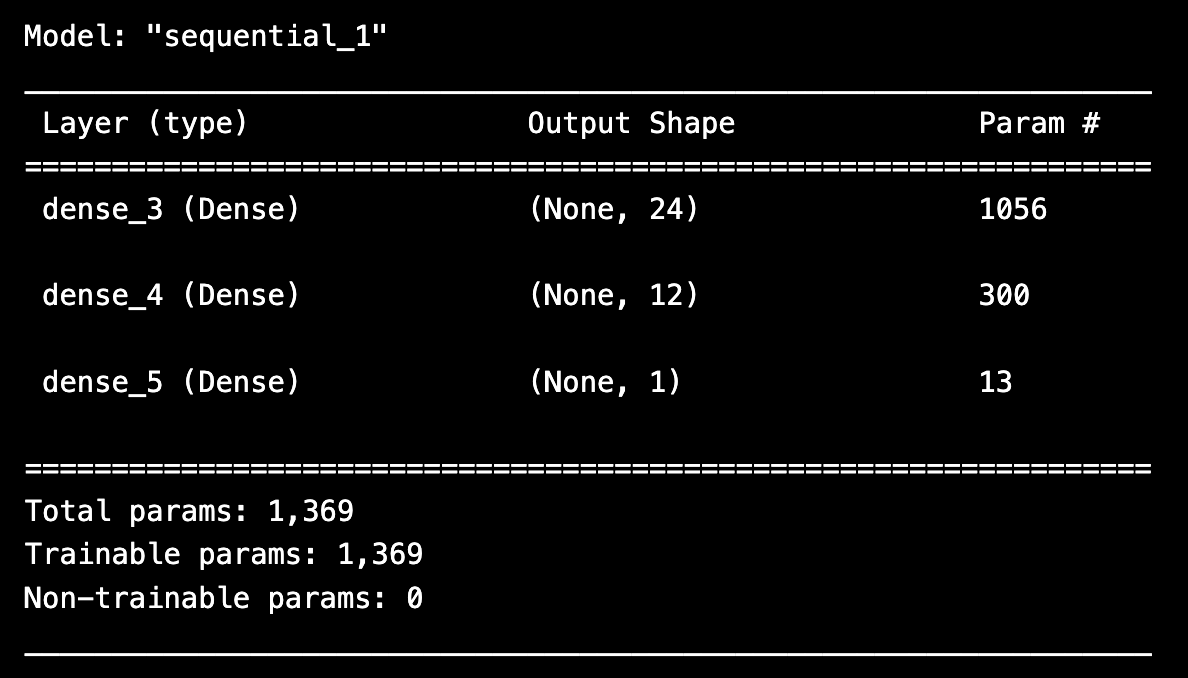 Model: "sequential_1"
Layer (type) Output Shape Param #
=================================================================
dense_3 (Dense) (None, 24) 1056
dense_4 (Dense) (None, 12) 300
dense_5 (Dense) (None, 1) 13
=================================================================
Total params: 1,369
Trainable params: 1,369
Non-trainable params: 0